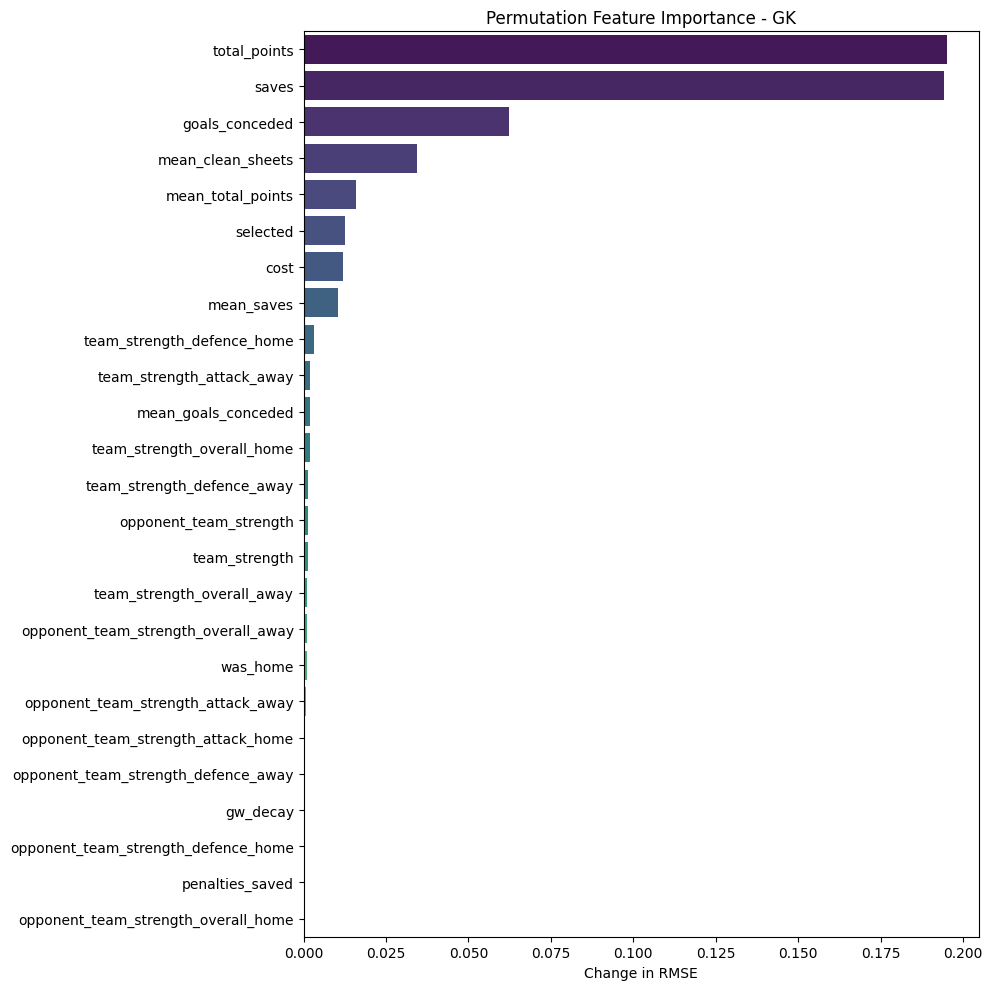 Permutation Feature Importance - GK
total_points
saves
goals_conceded
mean_clean_sheets
mean_total_points
selected
cost
mean_saves
team_strength_defence_home
team_strength_attack_away
mean_goals_conceded
team_strength_overall_home
team_strength_defence_away
opponent_team_strength
team_strength
team_strength_overall_away
opponent_team_strength_overall_away
was_home
opponent_team_strength_attack_away
opponent_team_strength_attack_home
opponent_team_strength_defence_away
gw_decay
opponent_team_strength_defence_home
penalties_saved
opponent_team_strength_overall_home
0.000 0.025 0.050 0.075 0.100 0.125 0.150 0.175 0.200
Change in RMSE